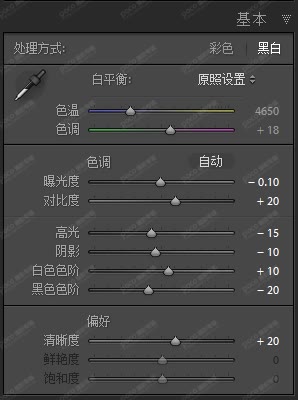 基本
处理方式: 彩色 黑白
白平衡: 原照设置
色温 4650
色调 + 18
色调 自动
曝光度 − 0.10
对比度 + 20
高光 − 15
阴影 − 10
白色色阶 + 10
黑色色阶 − 20
偏好
清晰度 + 20
鲜艳度 0
饱和度 0